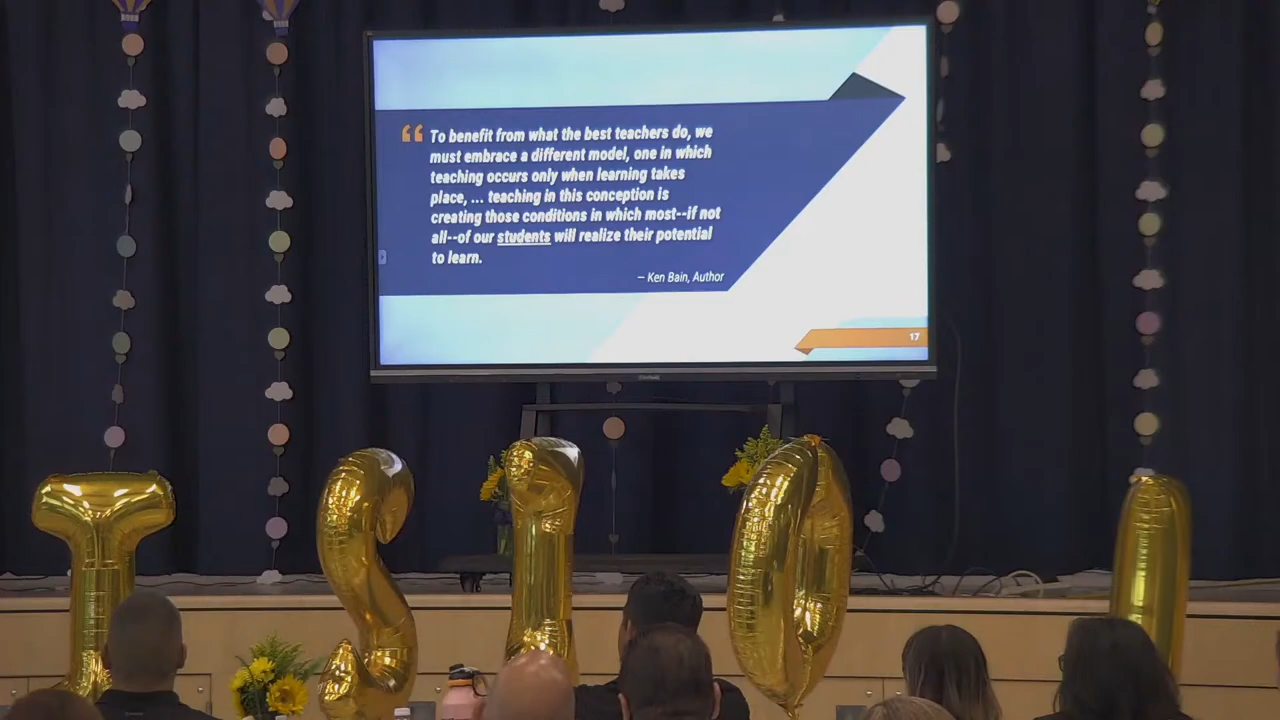 “ To benefit from what the best teachers do, we
must embrace a different model, one in which
teaching occurs only when learning takes
place, ... teaching in this conception is
creating those conditions in which most--if not
all--of our students will realize their potential
to learn.
– Ken Bain, Author
17